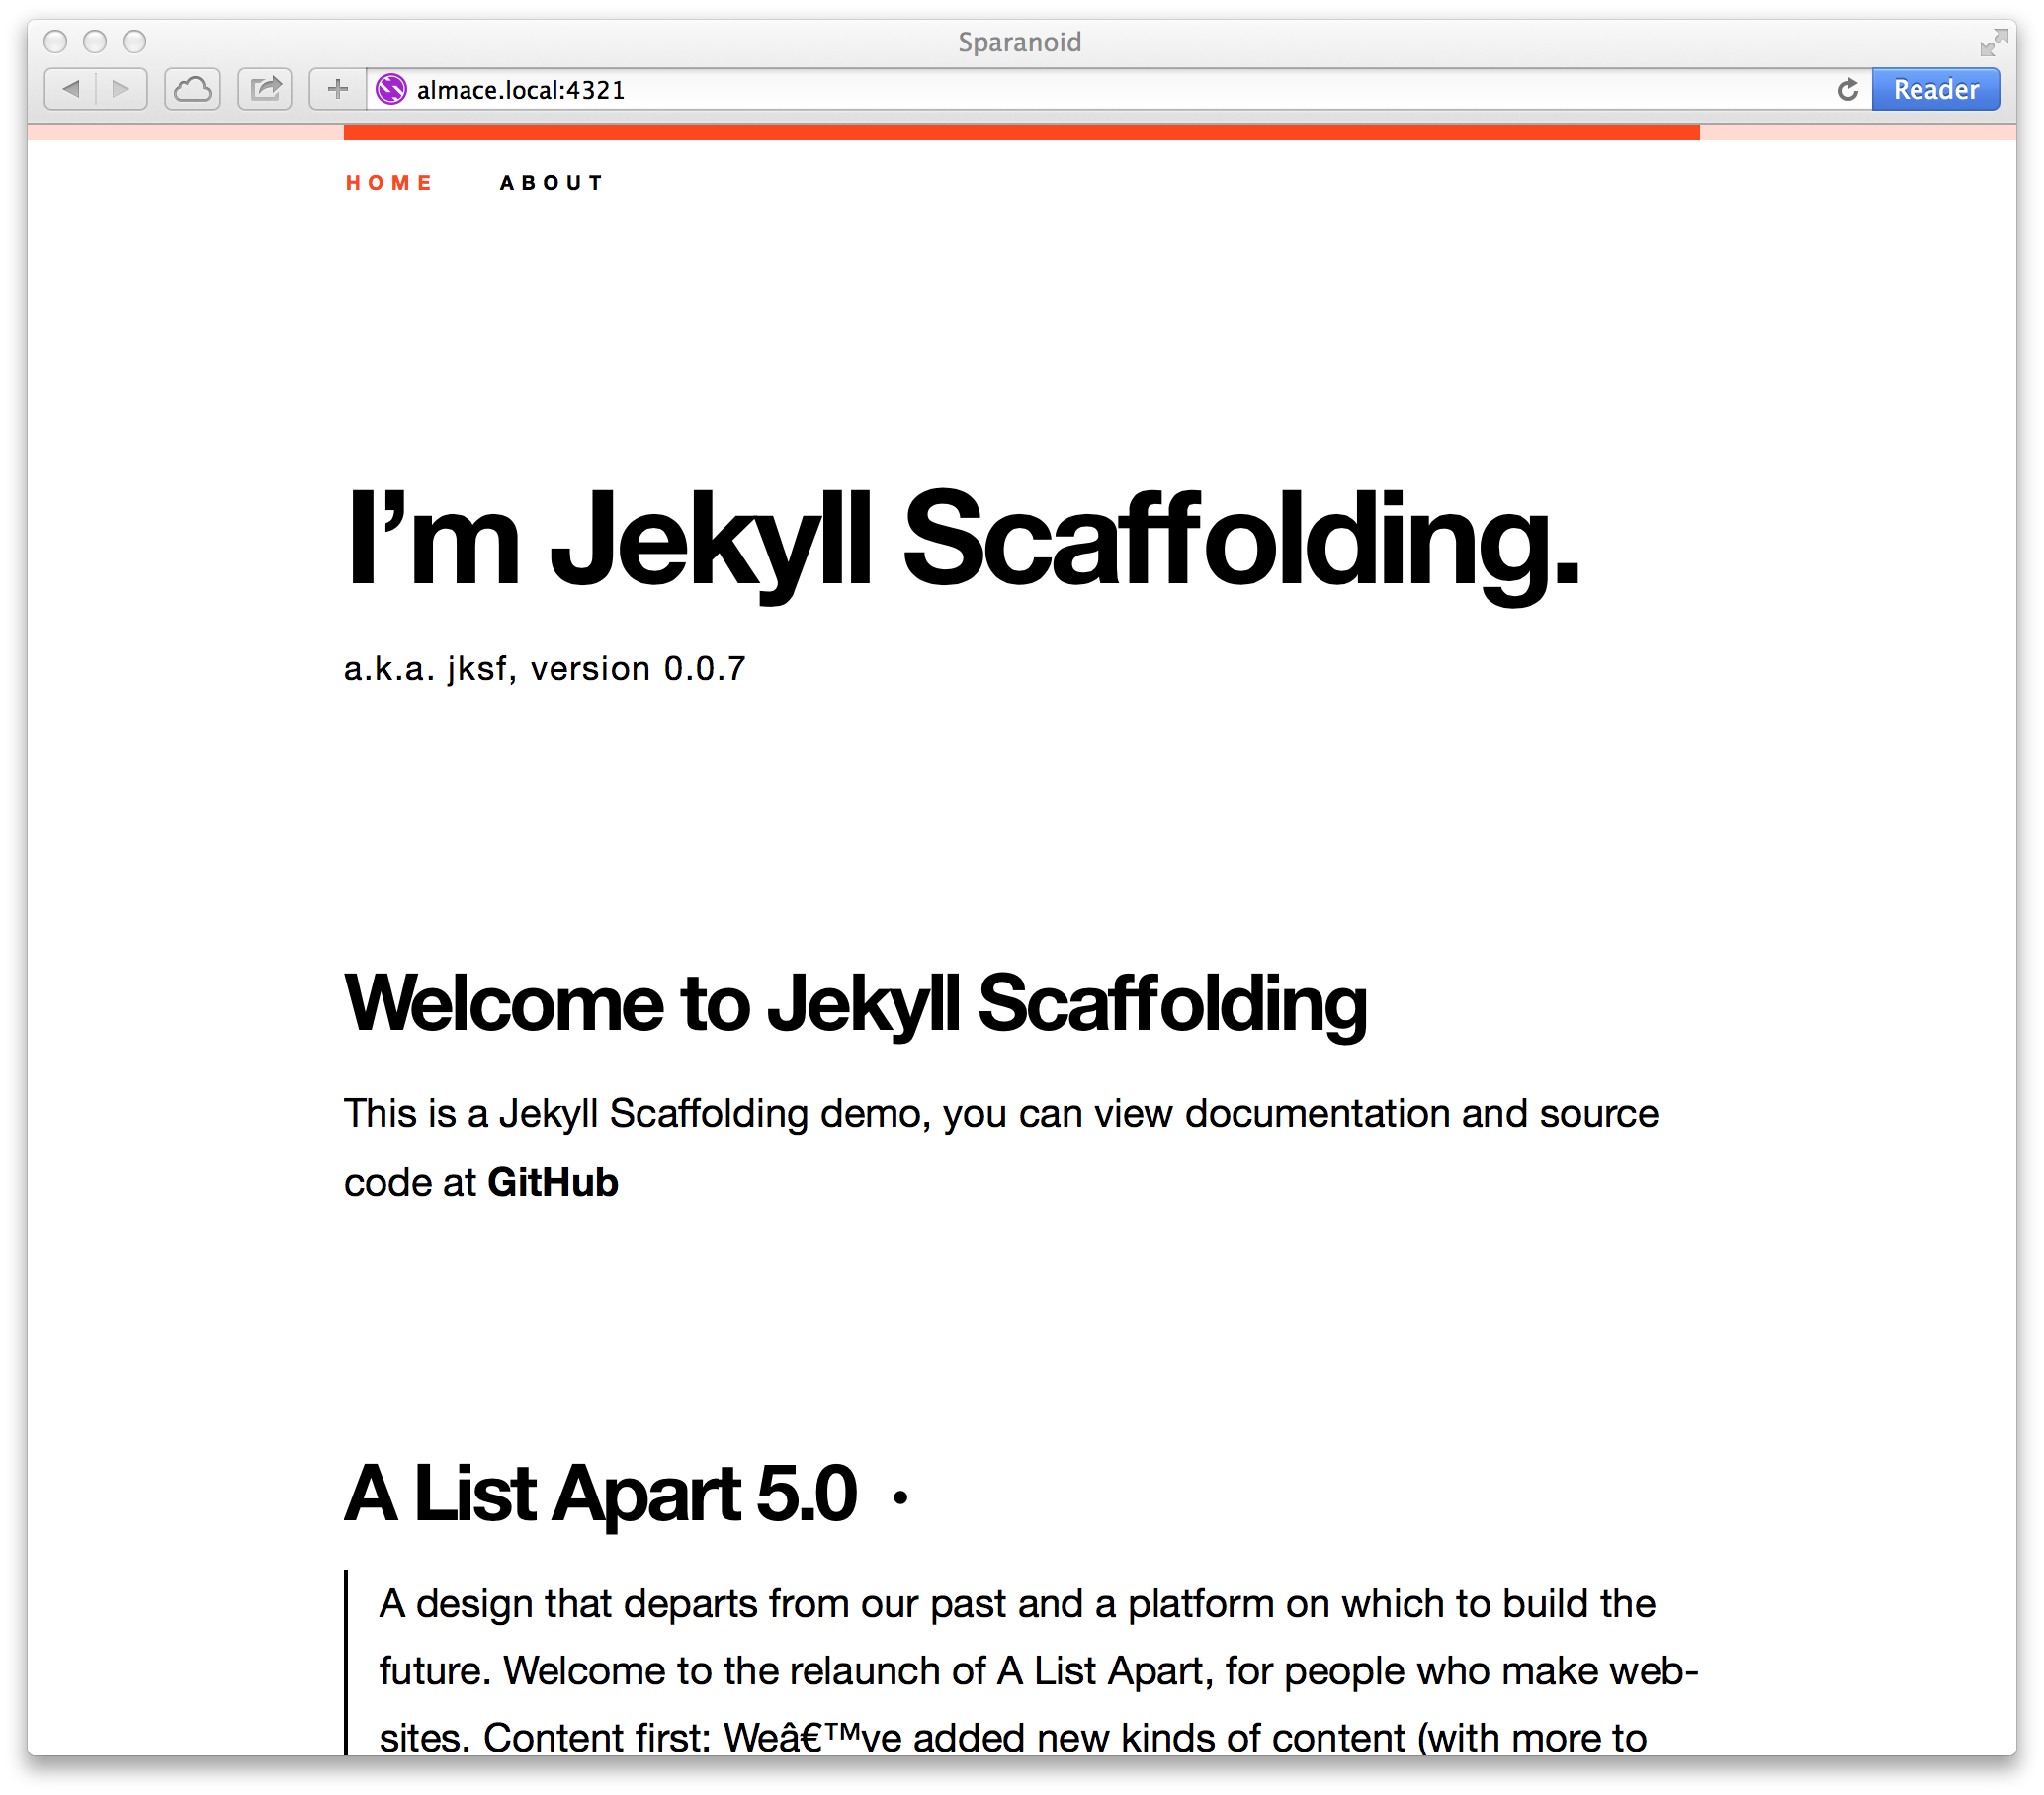 Sparanoid
almace.local:4321
Reader
HOME ABOUT
I’m Jekyll Scaffolding.
a.k.a. jksf, version 0.0.7
Welcome to Jekyll Scaffolding
This is a Jekyll Scaffolding demo, you can view documentation and source
code at GitHub
A List Apart 5.0 •
A design that departs from our past and a platform on which to build the
future. Welcome to the relaunch of A List Apart, for people who make web-
sites. Content first: Weâ€™ve added new kinds of content (with more to